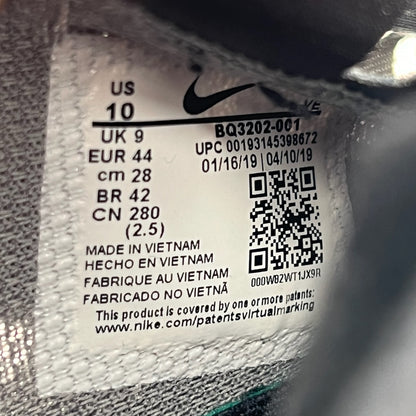 US
10
UK 9
EUR 44
cm 28
BR 42
CN 280
(2.5)
BQ3202-001
UPC 00193145398672
01/16/19 04/10/19
000W82WT1JX9R
MADE IN VIETNAM
HECHO EN VIETNAM
FABRIQUE AU VIETNAM
FABRICADO NO VIETNÃ
This product is covered by one or more patents:
www.nike.com/patentsvirtualmarking